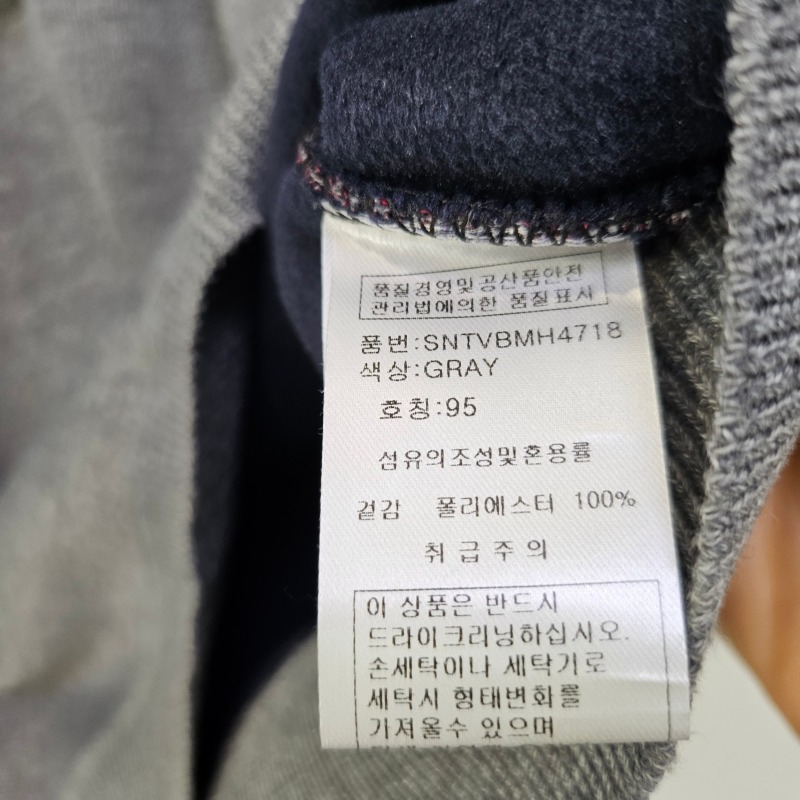 품질경영및공산품안전
관리법에의한 품질표시
품번:SNTVBMH4718
색상:GRAY
호칭:95
섬유의조성및혼용률
겉감 폴리에스터 100%
취급주의
이 상품은 반드시
드라이크리닝하십시오.
손세탁이나 세탁기로
세탁시 형태변화를
가져올수 있으며